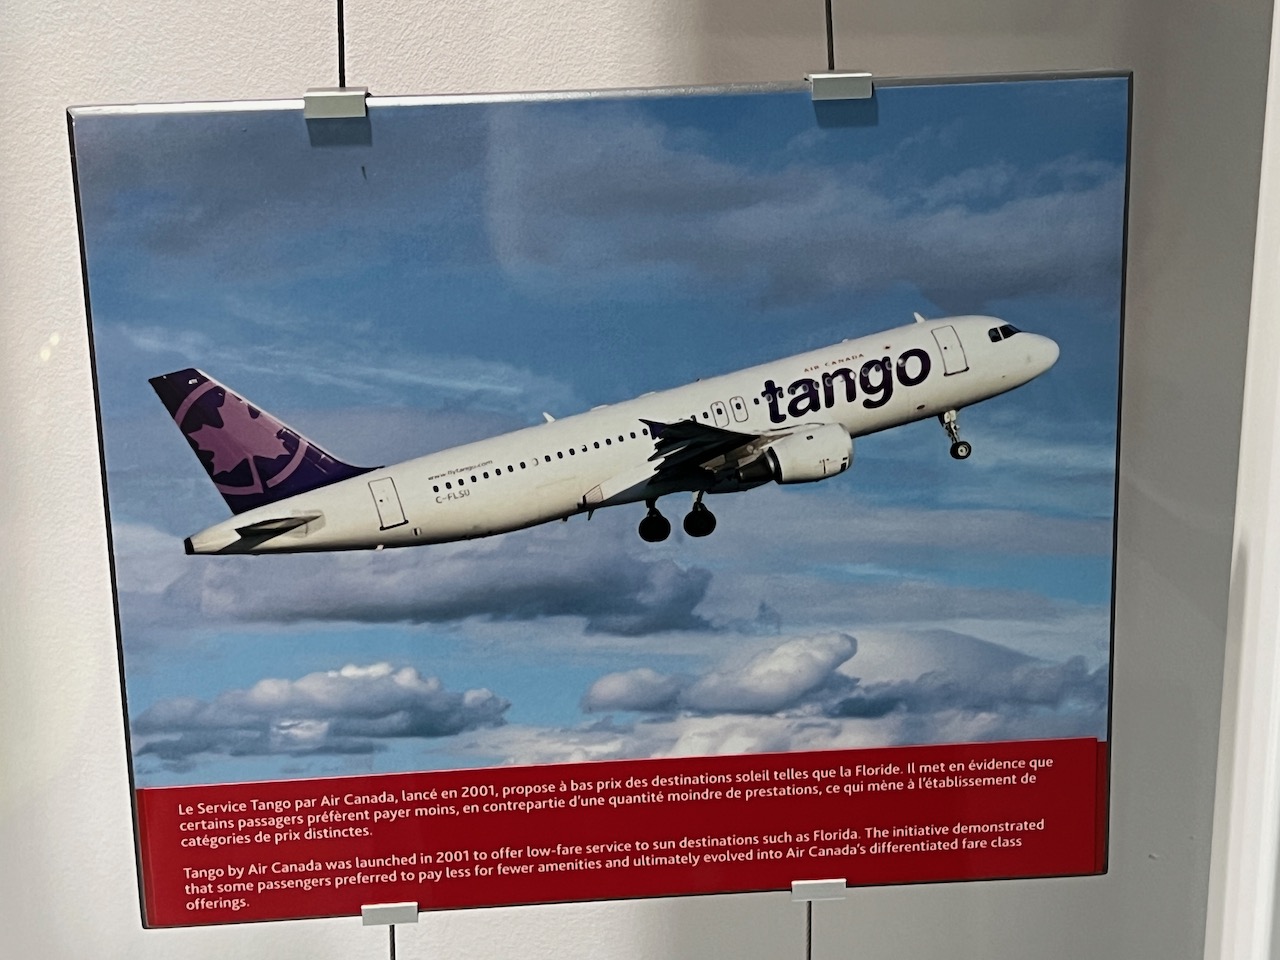 AIR CANADA
tango
www.flytango.com
C-FLSU
Le Service Tango par Air Canada, lancé en 2001, propose à bas prix des destinations soleil telles que la Floride. Il met en évidence que
certains passagers préfèrent payer moins, en contrepartie d'une quantité moindre de prestations, ce qui mène à l'établissement de
catégories de prix distinctes.
Tango by Air Canada was launched in 2001 to offer low-fare service to sun destinations such as Florida. The initiative demonstrated
that some passengers preferred to pay less for fewer amenities and ultimately evolved into Air Canada's differentiated fare class
offerings.